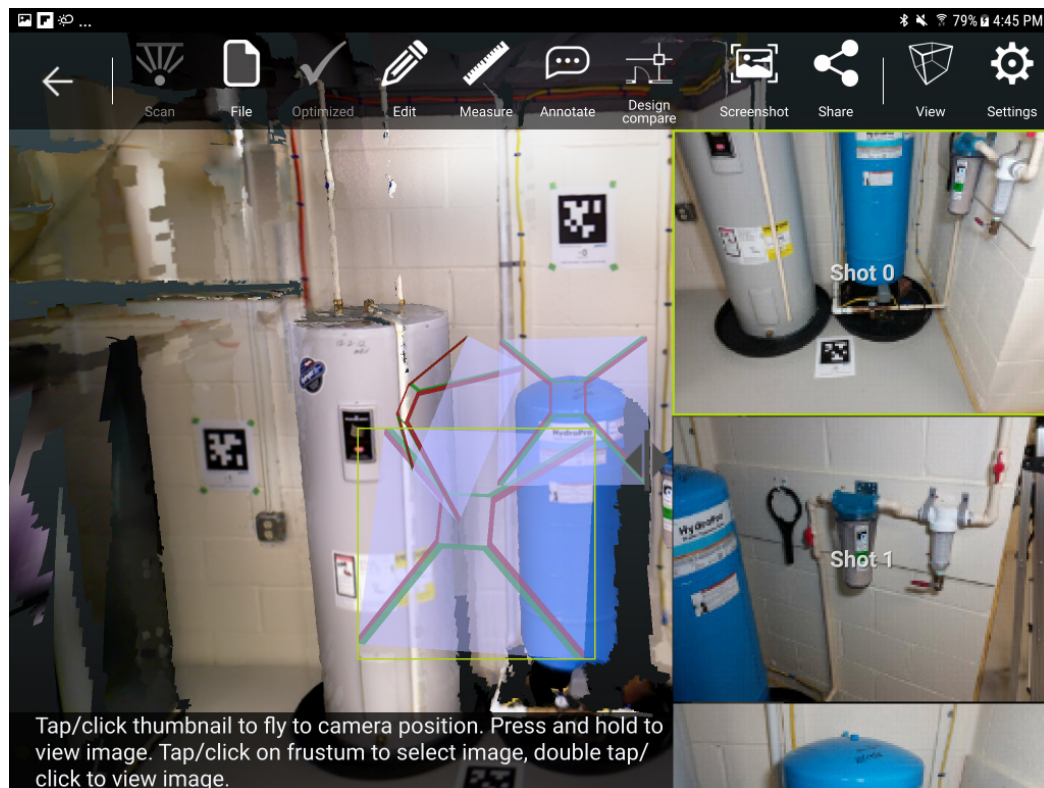 ... 79% 4:45 PM
Scan File Optimized Edit Measure Annotate Design compare Screenshot Share View Settings
Shot 0
HydroPro
HydroPro
Shot 1
Tap/click thumbnail to fly to camera position. Press and hold to
view image. Tap/click on frustum to select image, double tap/
click to view image.